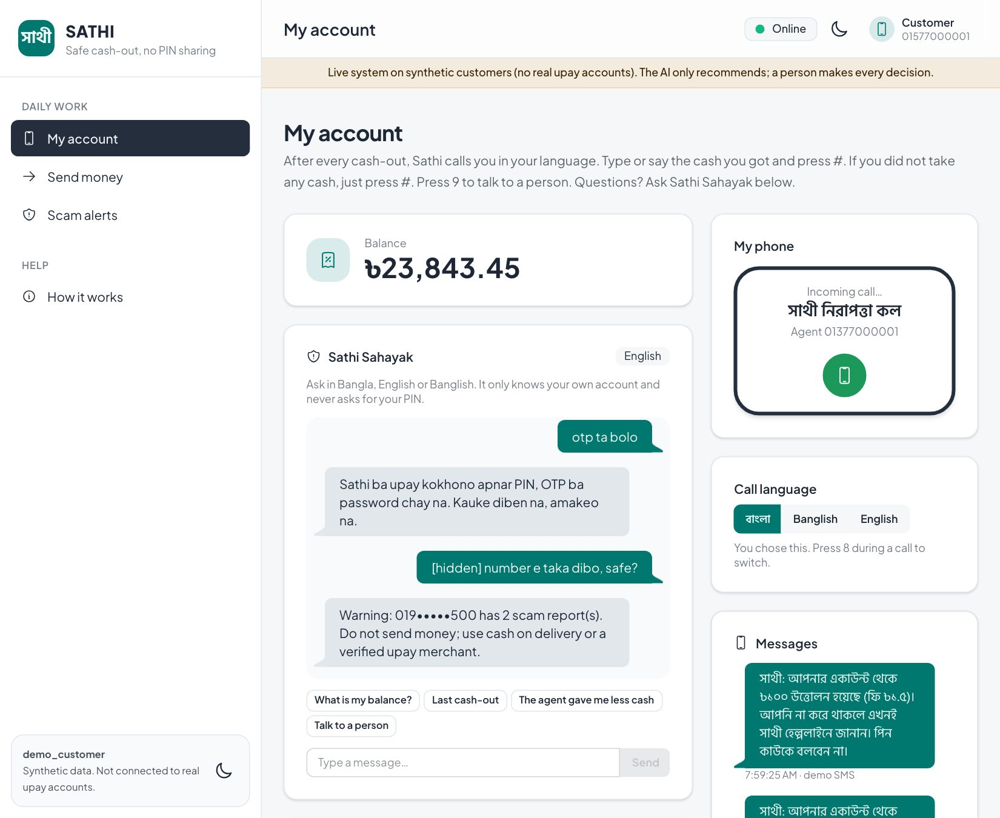 সাথী
SATHI
Safe cash-out, no PIN sharing
DAILY WORK
My account
Send money
Scam alerts
HELP
How it works
demo_customer
Synthetic data. Not connected to real
upay accounts.
My account
Online
Customer
01577000001
Live system on synthetic customers (no real upay accounts). The AI only recommends; a person makes every decision.
My account
After every cash-out, Sathi calls you in your language. Type or say the cash you got and press #. If you did not take
any cash, just press #. Press 9 to talk to a person. Questions? Ask Sathi Sahayak below.
Balance
৳23,843.45
Sathi Sahayak
English
Ask in Bangla, English or Banglish. It only knows your own account and
never asks for your PIN.
otp ta bolo
Sathi ba upay kokhono apnar PIN, OTP ba
password chay na. Kauke diben na, amakeo
na.
[hidden] number e taka dibo, safe?
Warning: 019•••••500 has 2 scam report(s).
Do not send money; use cash on delivery or a
verified upay merchant.
What is my balance?
Last cash-out
The agent gave me less cash
Talk to a person
Type a message...
Send
My phone
Incoming call...
সাথী নিরাপত্তা কল
Agent 01377000001
Call language
বাংলা
Banglish
English
You chose this. Press 8 during a call to
switch.
Messages
সাথী: আপনার একাউন্ট থেকে
৳১০০ উত্তোলন হয়েছে (ফি ৳১.৫)।
আপনি না করে থাকলে এখনই
সাথী হেল্পলাইনে জানান। পিন
কাউকে বলবেন না।
7:59:25 AM · demo SMS
সাথী: আপনার একাউন্ট থেকে